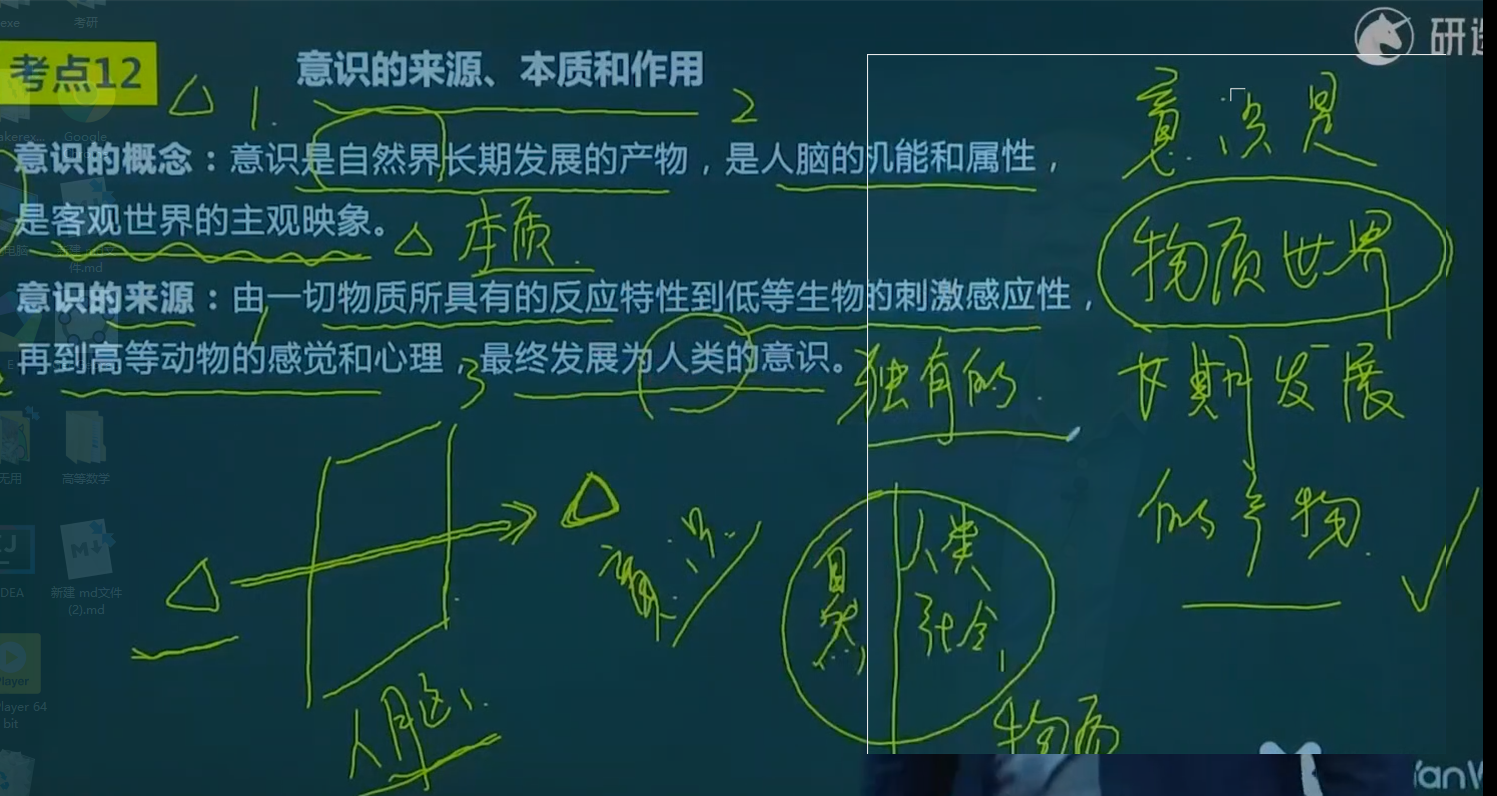 exe
考研
研
考点12
意识的来源、本质和作用
1.
2
Google
意识的概念：意识是自然界长期发展的产物，是人脑的机能和属性，
是客观世界的主观映象。
本质
件.md
意识的来源：由一切物质所具有的反应特性到低等生物的刺激感应性，
再到高等动物的感觉和心理，最终发展为人类的意识。
3
独有的.
意识是
物质世界
长期发展
的产物.
无用
高等数学
DEA
新建 md文件
(2).md
layer
layer 64
bit
人脑
意识
自然
人类
社会
物质